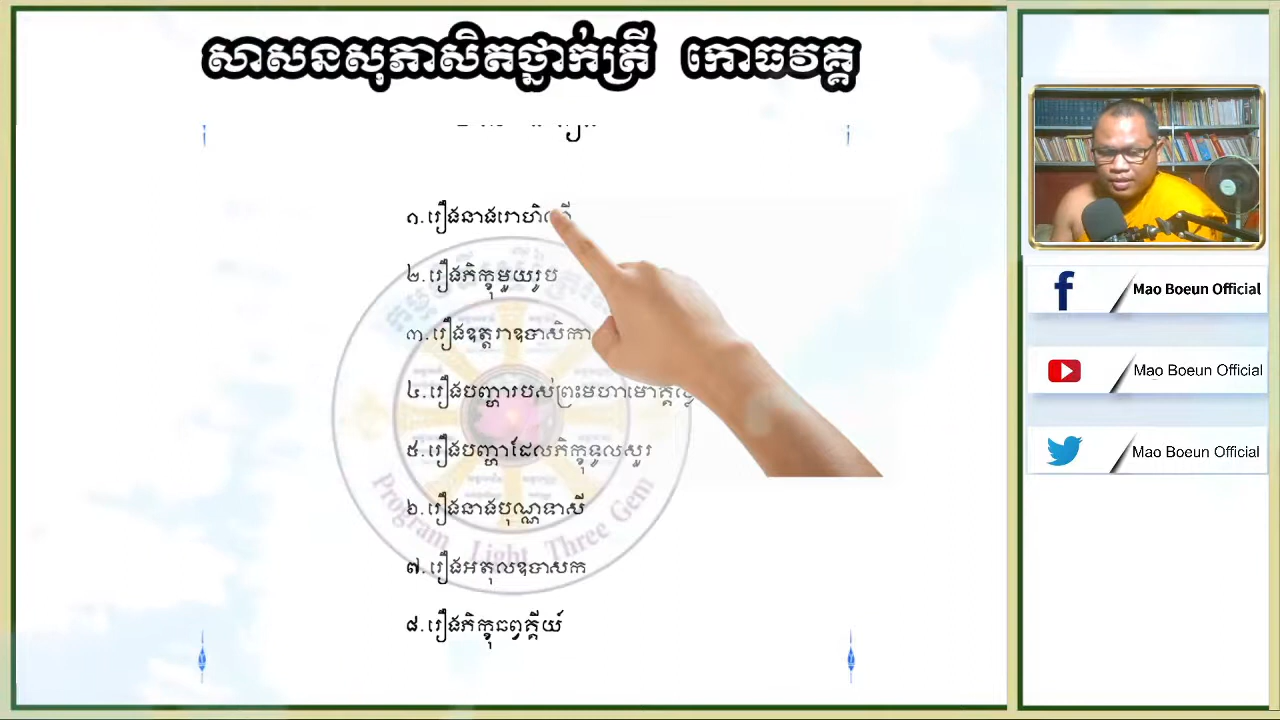 សាសនសុភាសិតថ្នាក់ត្រី កោធវគ្គ
១.រឿងនាងរោហិណី
២.រឿងភិក្ខុមួយរូប
៣.រឿងឧត្តរាឧបាសិកា
៤.រឿងបញ្ហារបស់ព្រះមហាមោគ្គ
៥.រឿងបញ្ហាដែលភិក្ខុទូលសួរ
៦.រឿងនាងបុណ្ណទាសី
៧.រឿងអតុលឧបាសក
៨.រឿងភិក្ខុឆព្វគ្គីយ៍
Program Light Three Gem
Mao Boeun Official
Mao Boeun Official
Mao Boeun Official